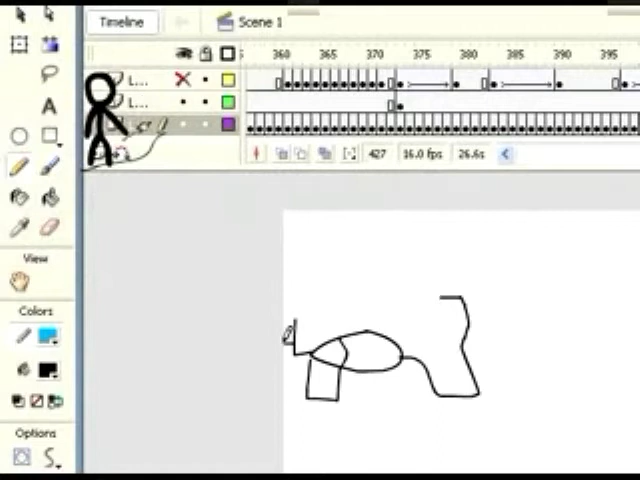 Timeline
Scene 1
360 365 370 375 380 385 390 395
L...
L...
427 16.0 fps 26.6s
A
View
Colors
Options